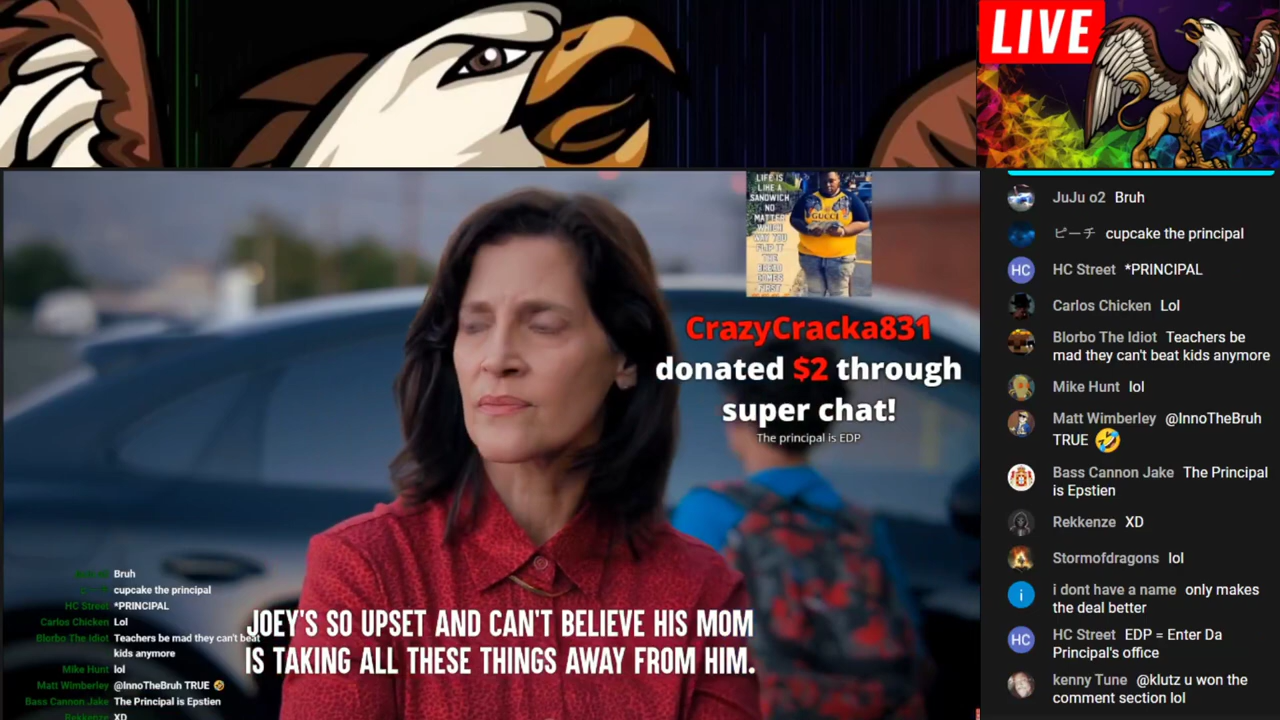 LIVE
LIFE IS
LIKE A
SANDWICH
NO
MATTER
WHICH
WAY YOU
FLIP IT
THE
BREAD
COMES
FIRST
GUCCI
CrazyCracka831
donated $2 through
super chat!
The principal is EDP
JOEY'S SO UPSET AND CAN'T BELIEVE HIS MOM
IS TAKING ALL THESE THINGS AWAY FROM HIM.
Bruh
cupcake the principal
HC Street *PRINCIPAL
Carlos Chicken Lol
Blorbo The Idiot Teachers be mad they can't beat
kids anymore
Mike Hunt lol
Matt Wimberley @InnoTheBruh TRUE 🤣
Bass Cannon Jake The Principal is Epstien
Rekkenze XD
JuJu o2 Bruh
ピーチ cupcake the principal
HC HC Street *PRINCIPAL
Carlos Chicken Lol
Blorbo The Idiot Teachers be
mad they can't beat kids anymore
Mike Hunt lol
Matt Wimberley @InnoTheBruh
TRUE 🤣
Bass Cannon Jake The Principal
is Epstien
Rekkenze XD
Stormofdragons lol
i i dont have a name only makes
the deal better
HC HC Street EDP = Enter Da
Principal's office
kenny Tune @klutz u won the
comment section lol